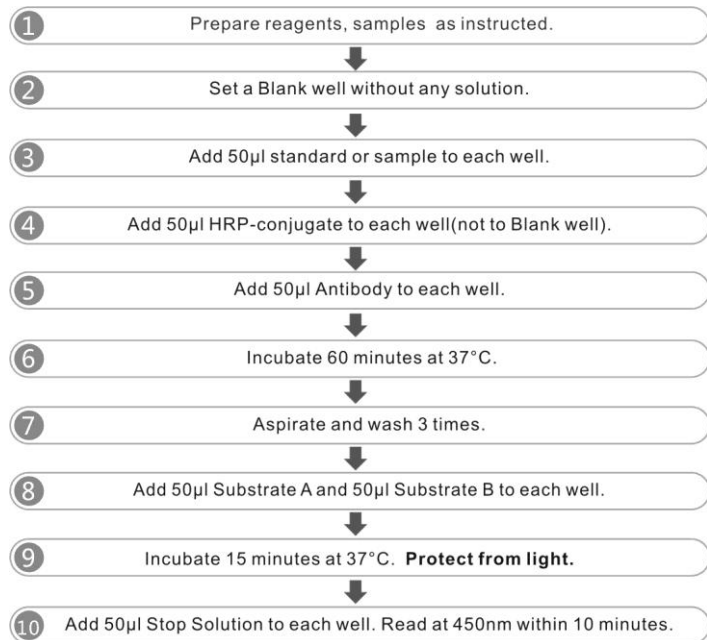 1 Prepare reagents, samples as instructed.
2 Set a Blank well without any solution.
3 Add 50µl standard or sample to each well.
4 Add 50µl HRP-conjugate to each well(not to Blank well).
5 Add 50µl Antibody to each well.
6 Incubate 60 minutes at 37°C.
7 Aspirate and wash 3 times.
8 Add 50µl Substrate A and 50µl Substrate B to each well.
9 Incubate 15 minutes at 37°C. Protect from light.
10 Add 50µl Stop Solution to each well. Read at 450nm within 10 minutes.